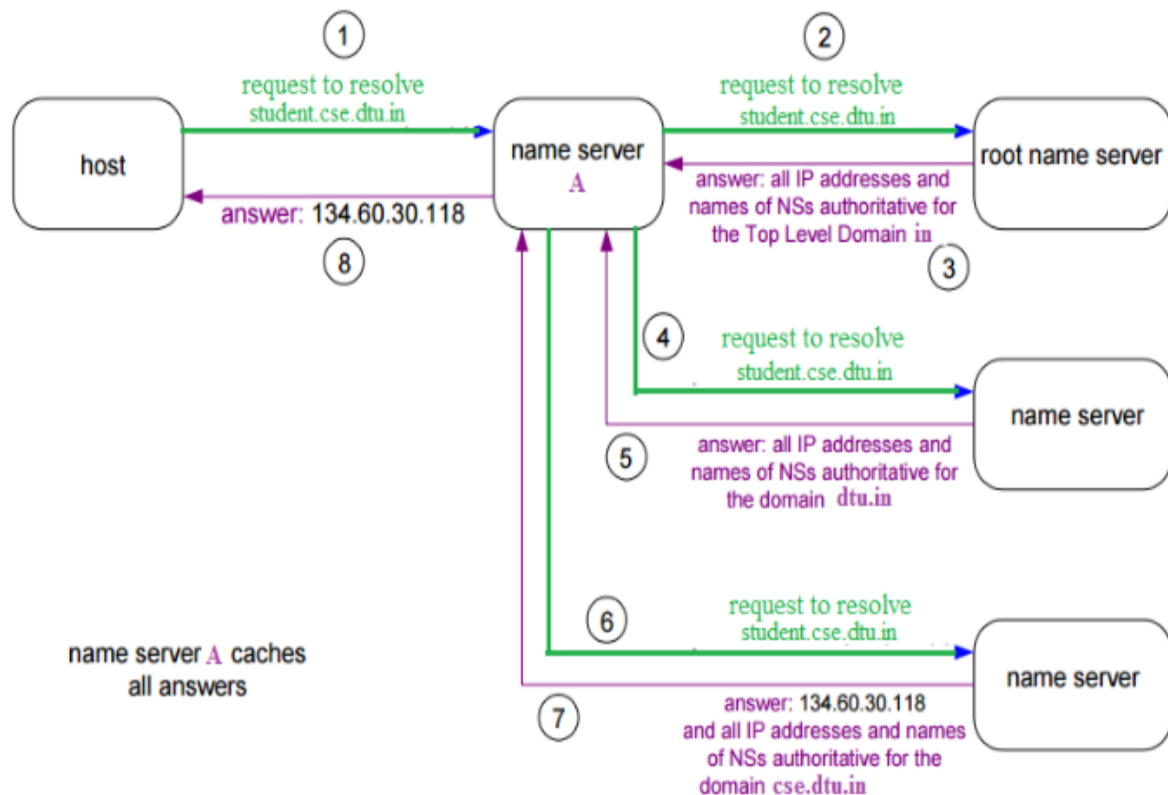 1
request to resolve
student.cse.dtu.in
2
request to resolve
student.cse.dtu.in
host
name server
A
root name server
answer: 134.60.30.118
8
answer: all IP addresses and
names of NSs authoritative for
the Top Level Domain in
3
4
request to resolve
student.cse.dtu.in
name server
5
answer: all IP addresses and
names of NSs authoritative for
the domain dtu.in
6
request to resolve
student.cse.dtu.in
name server
name server A caches
all answers
7
answer: 134.60.30.118
and all IP addresses and names
of NSs authoritative for the
domain cse.dtu.in